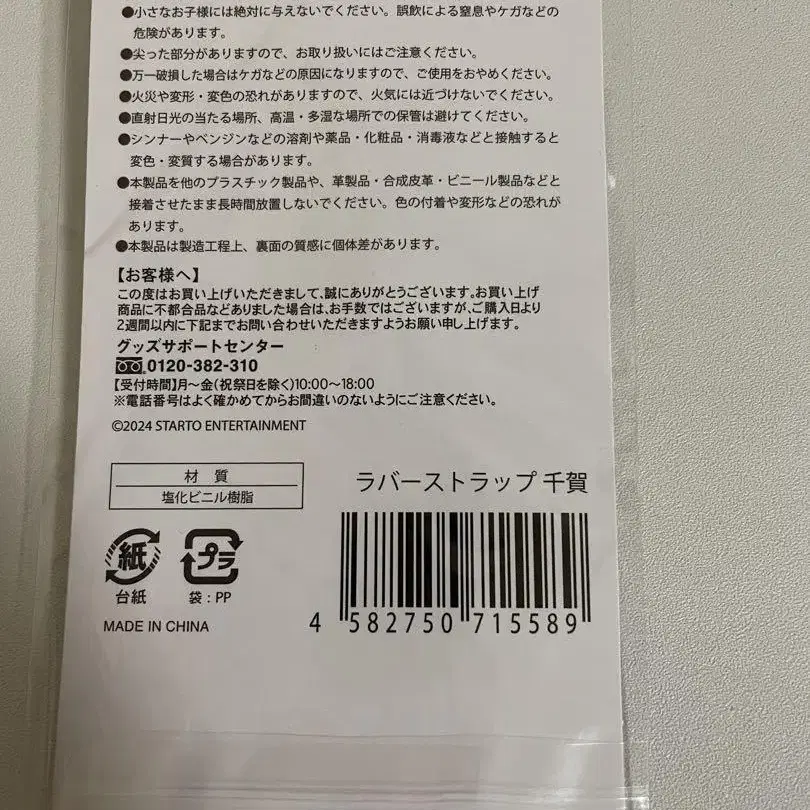 ●小さなお子様には絶対に与えないでください。誤飲による窒息やケガなどの
危険があります。
●尖った部分がありますので、お取り扱いにはご注意ください。
●万一破損した場合はケガなどの原因になりますので、ご使用をおやめください。
●火災や変形・変色の恐れがありますので、火気には近づけないでください。
●直射日光の当たる場所、高温・多湿な場所での保管は避けてください。
●シンナーやベンジンなどの溶剤や薬品・化粧品・消毒液などと接触すると
変色・変質する場合があります。
●本製品を他のプラスチック製品や、革製品・合成皮革・ビニール製品などと
接着させたまま長時間放置しないでください。色の付着や変形などの恐れが
あります。
●本製品は製造工程上、裏面の質感に個体差があります。
【お客様へ】
この度はお買い上げいただきまして、誠にありがとうございます。お買い上げ
商品に不都合品などありました場合は、お手数ではございますが、ご購入日より
2週間以内に下記までお問い合わせいただきますようお願い申し上げます。
グッズサポートセンター
0120-382-310
【受付時間】月〜金(祝祭日を除く)10:00〜18:00
※電話番号はよく確かめてからお間違いのないようにご注意ください。
©2024 STARTO ENTERTAINMENT
材 質
塩化ビニル樹脂
ラバーストラップ 千賀
紙
プラ
台紙
袋：PP
MADE IN CHINA
4 582750 715589